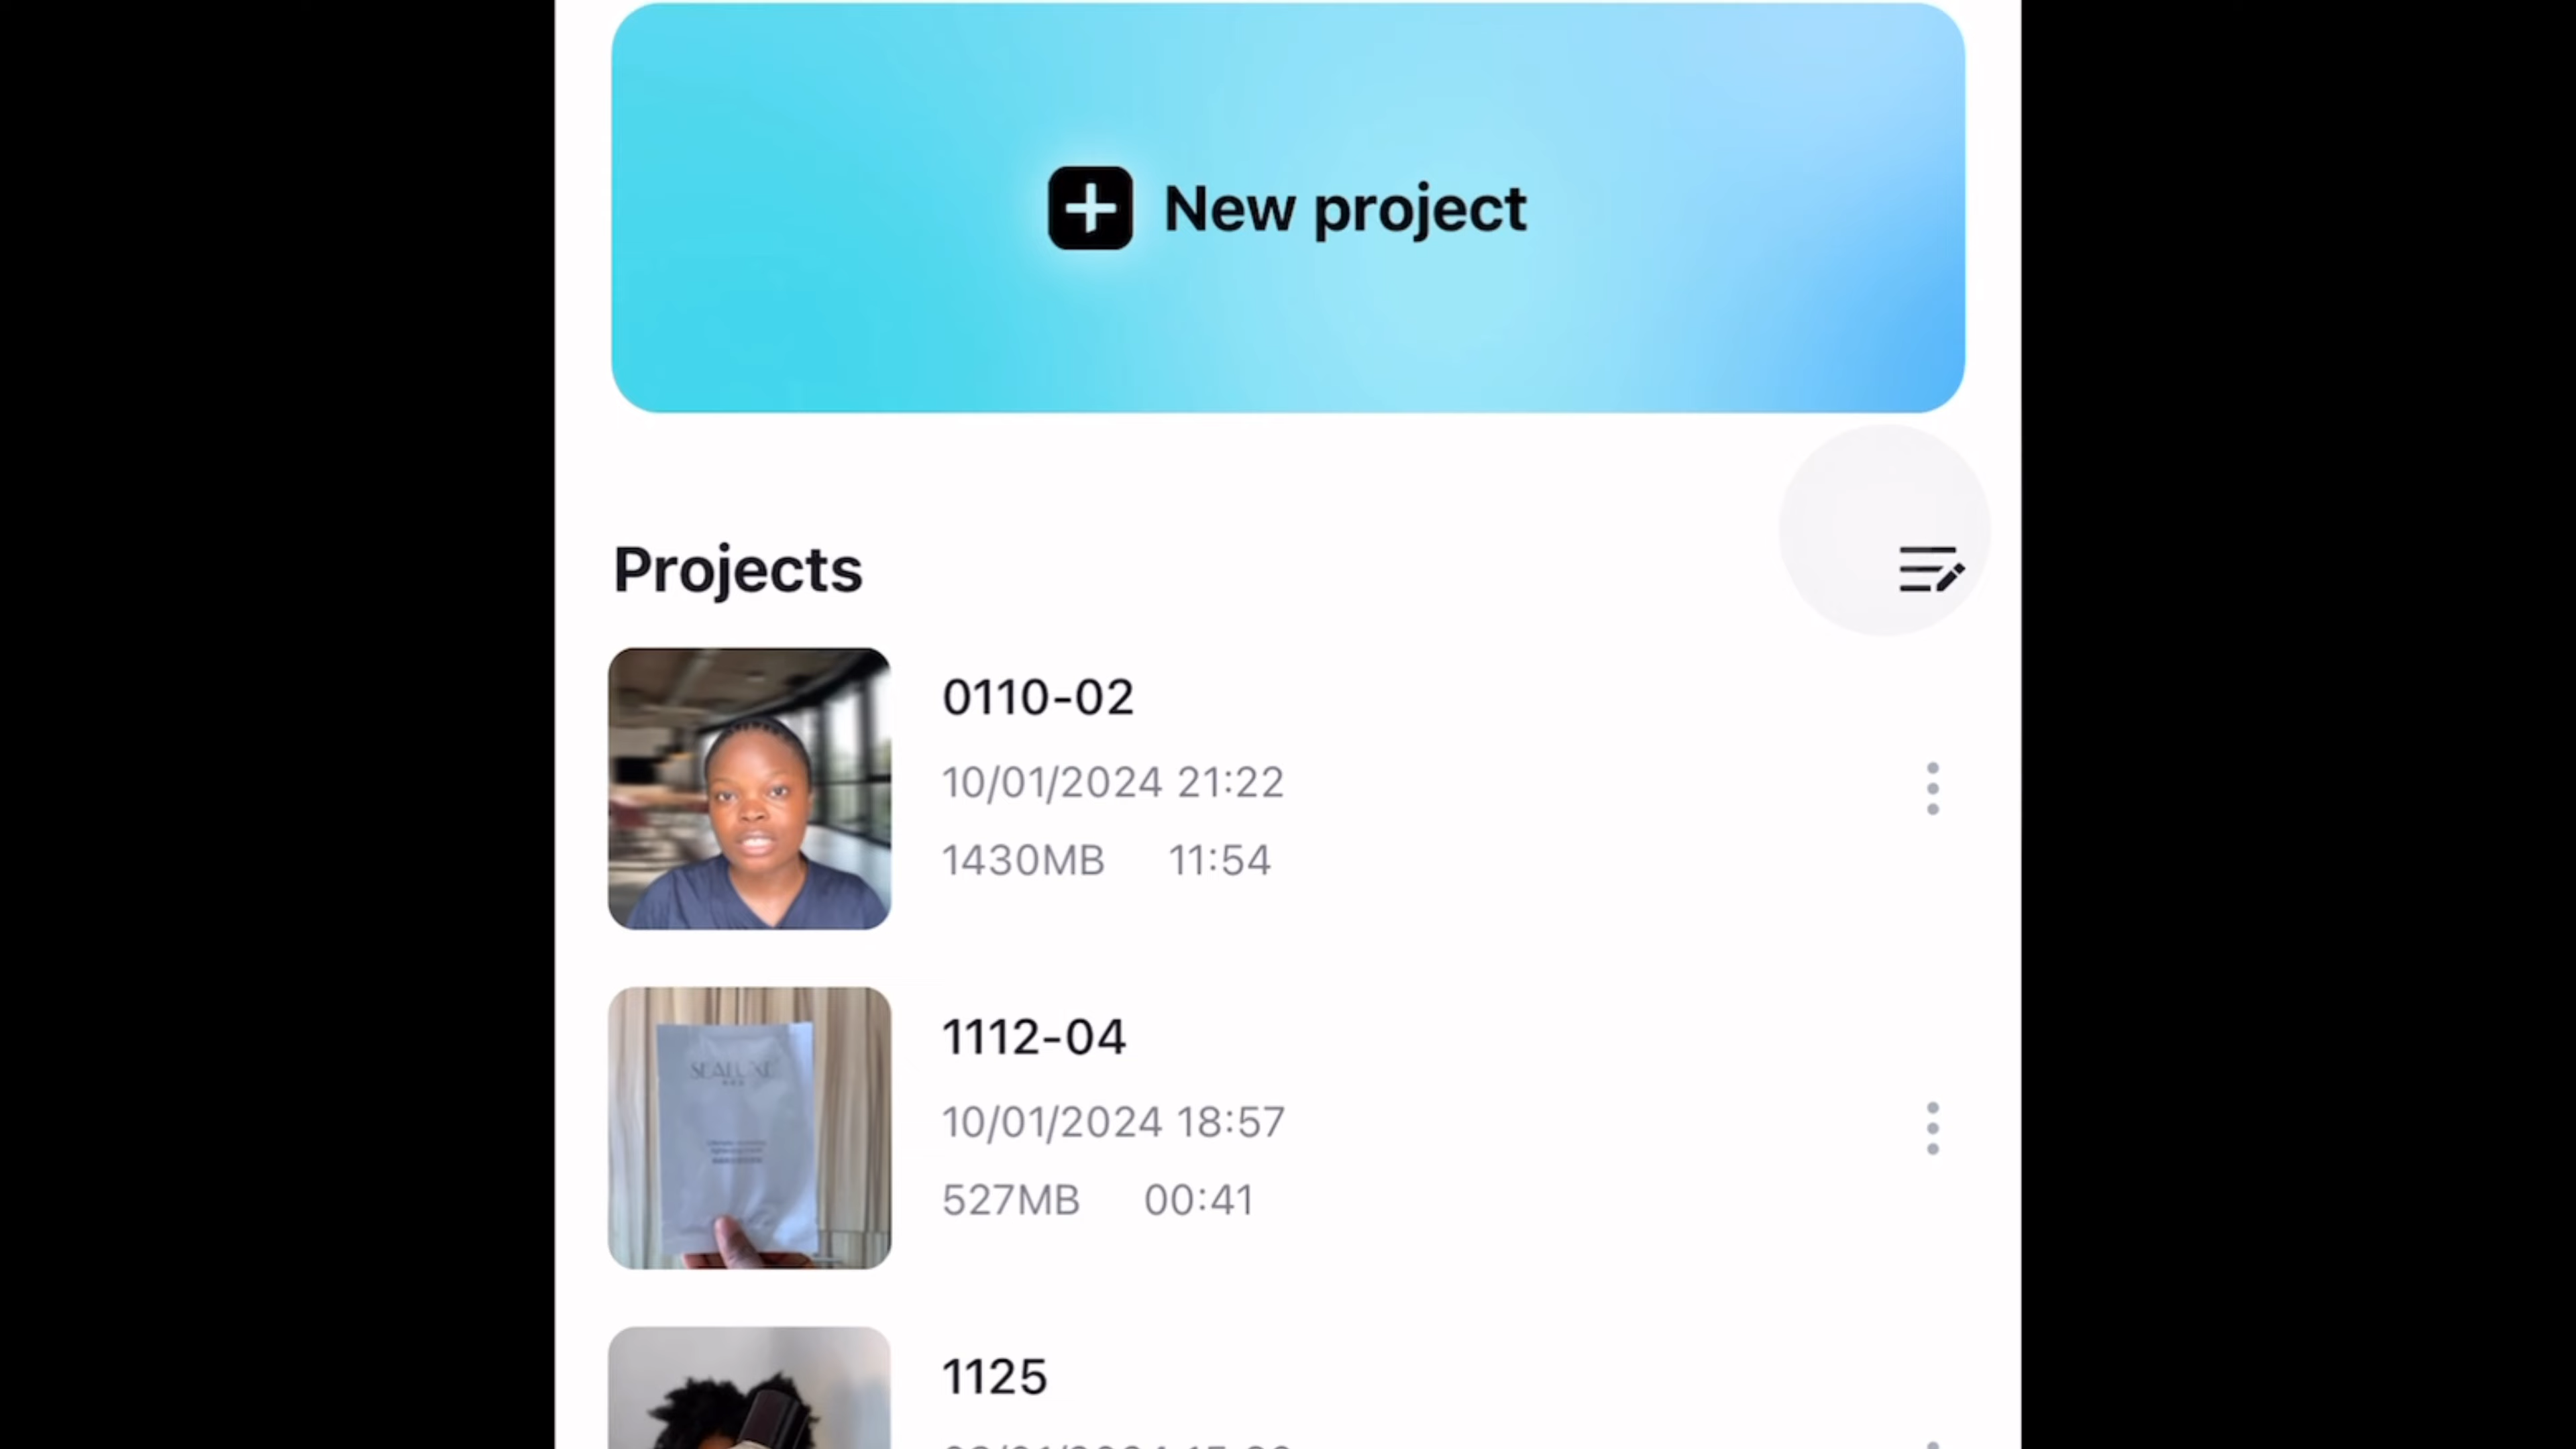 New project
Projects
0110-02
10/01/2024 21:22
1430MB 11:54
1112-04
10/01/2024 18:57
527MB 00:41
1125